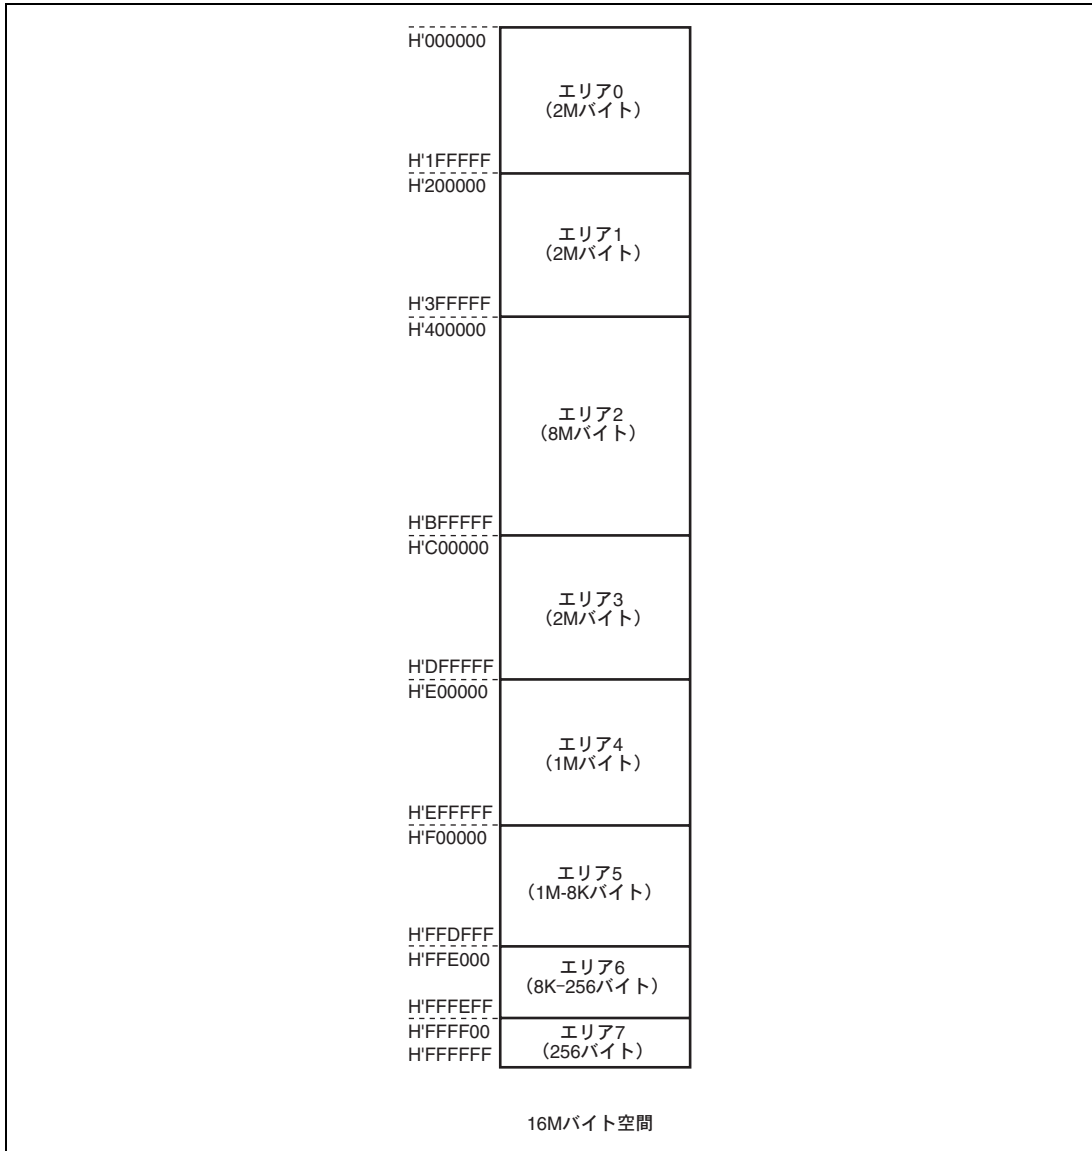 H'000000
エリア0
（2Mバイト）
H'1FFFFF
H'200000
エリア1
（2Mバイト）
H'3FFFFF
H'400000
エリア2
（8Mバイト）
H'BFFFFF
H'C00000
エリア3
（2Mバイト）
H'DFFFFF
H'E00000
エリア4
（1Mバイト）
H'EFFFFF
H'F00000
エリア5
（1M-8Kバイト）
H'FFDFFF
H'FFE000
エリア6
（8K−256バイト）
H'FFFEFF
H'FFFF00
エリア7
（256バイト）
H'FFFFFF
16Mバイト空間